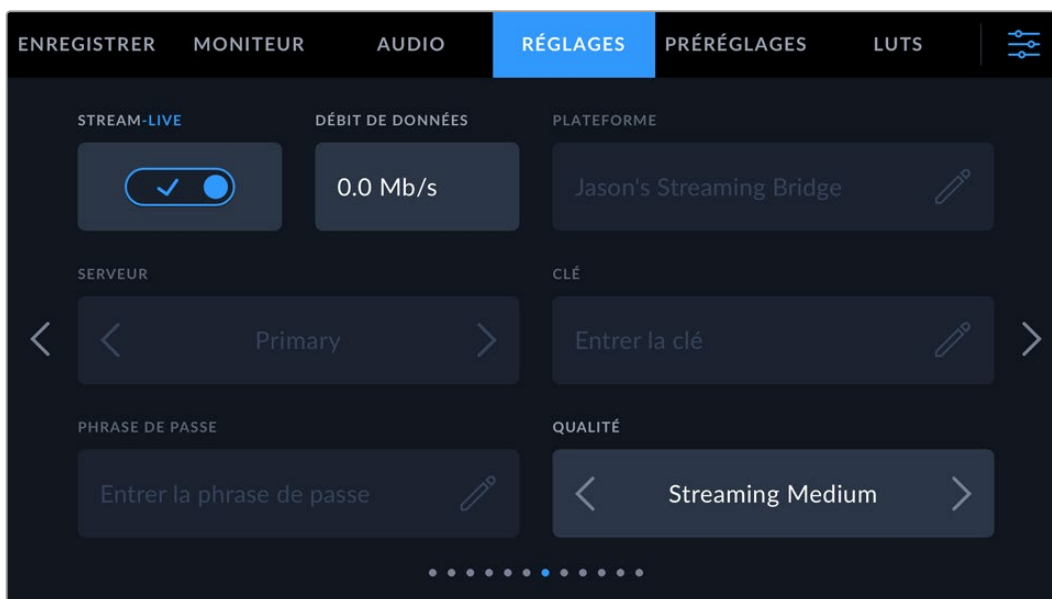 ENREGISTRER MONITEUR AUDIO RÉGLAGES PRÉRÉGLAGES LUTS
STREAM-LIVE DÉBIT DE DONNÉES PLATEFORME
0.0 Mb/s Jason's Streaming Bridge
SERVEUR CLÉ
Primary Entrer la clé
PHRASE DE PASSE QUALITÉ
Entrer la phrase de passe Streaming Medium